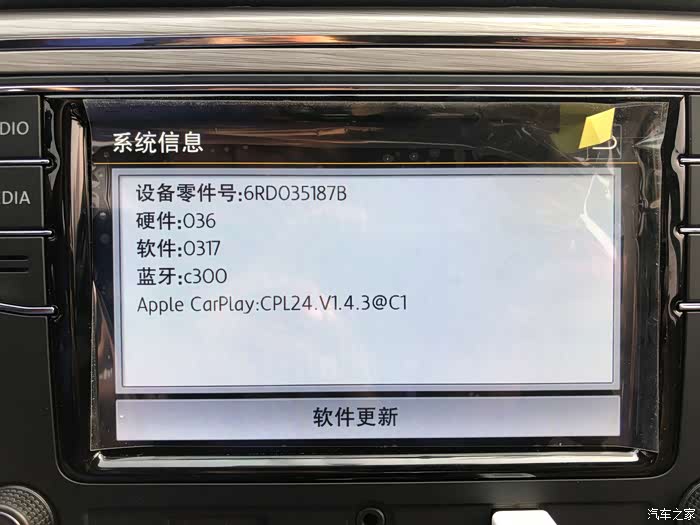 系统信息
DIO
设备零件号:6RD035187B
DIA
硬件:036
软件:0317
蓝牙:c300
Apple CarPlay:CPL24.V1.4.3@C1
软件更新
汽车之家